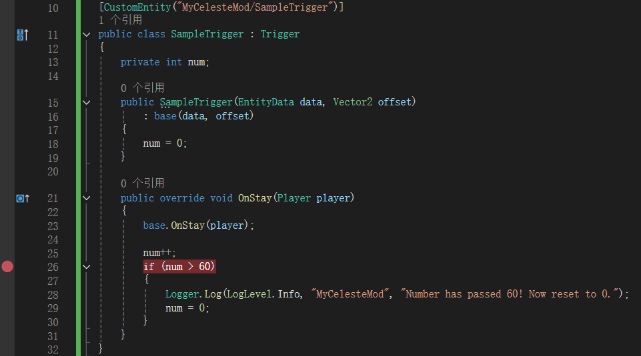 10 [CustomEntity("MyCelesteMod/SampleTrigger")]
1 个引用
11 public class SampleTrigger : Trigger
12 {
13 private int num;
14
0 个引用
15 public SampleTrigger(EntityData data, Vector2 offset)
16 : base(data, offset)
17 {
18 num = 0;
19 }
20
0 个引用
21 public override void OnStay(Player player)
22 {
23 base.OnStay(player);
24
25 num++;
26 if (num > 60)
27 {
28 Logger.Log(LogLevel.Info, "MyCelesteMod", "Number has passed 60! Now reset to 0.");
29 num = 0;
30 }
31 }
32 }